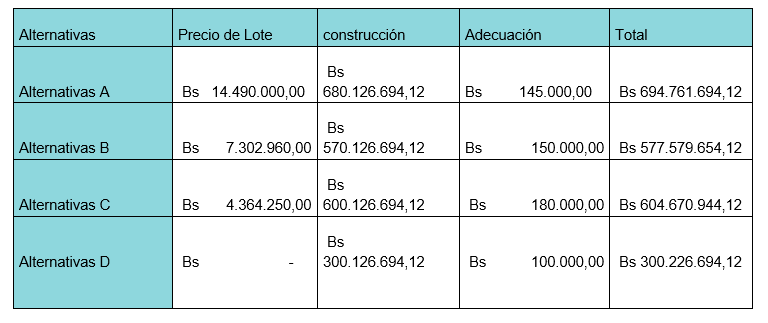 Alternativas Precio de Lote construcción Adecuación Total
Bs
Alternativas A Bs 14.490.000,00 680.126.694,12 Bs 145.000,00 Bs 694.761.694,12
Bs
Alternativas B Bs 7.302.960,00 570.126.694,12 Bs 150.000,00 Bs 577.579.654,12
Bs
Alternativas C Bs 4.364.250,00 600.126.694,12 Bs 180.000,00 Bs 604.670.944,12
Bs
Alternativas D Bs - 300.126.694,12 Bs 100.000,00 Bs 300.226.694,12